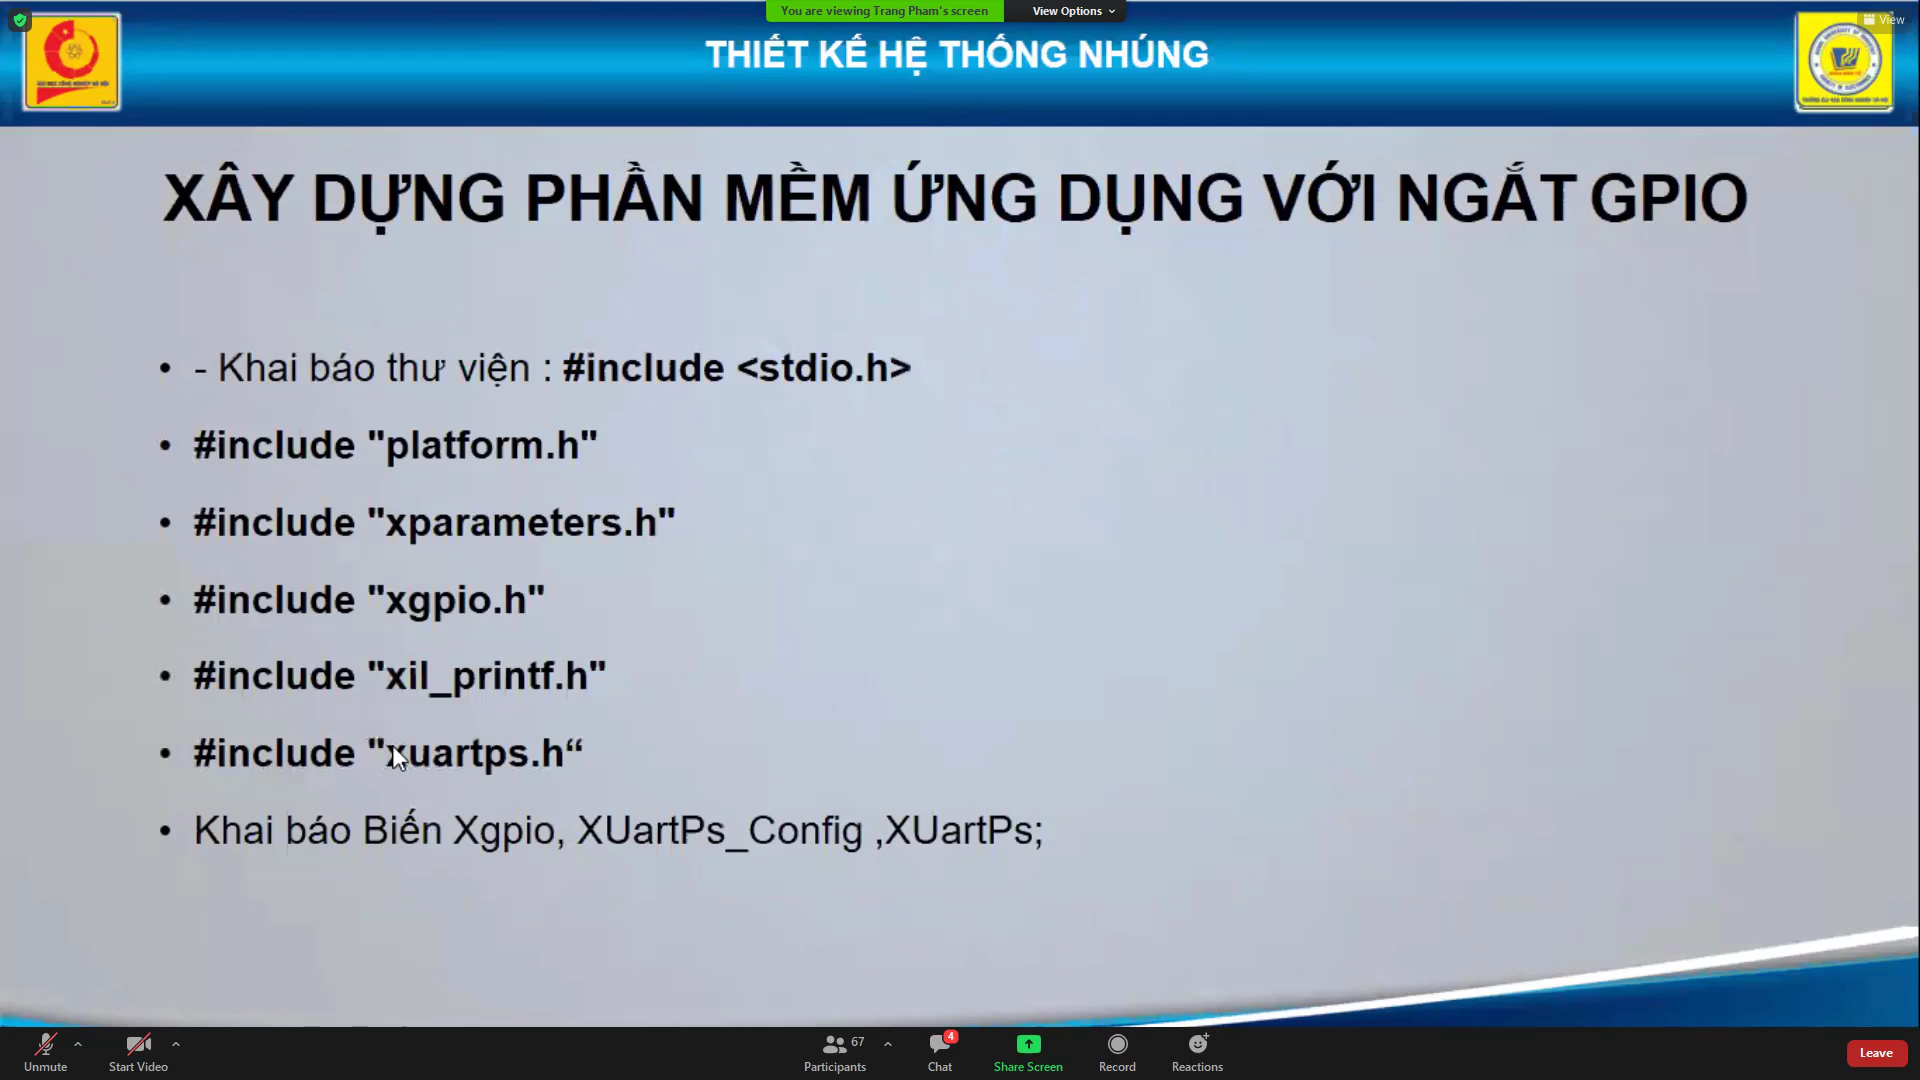 You are viewing Trang Pham's screen
View Options
View
THIẾT KẾ HỆ THỐNG NHÚNG
XÂY DỰNG PHẦN MỀM ỨNG DỤNG VỚI NGẮT GPIO
• - Khai báo thư viện : #include <stdio.h>
• #include "platform.h"
• #include "xparameters.h"
• #include "xgpio.h"
• #include "xil_printf.h"
• #include "xuartps.h“
• Khai báo Biến Xgpio, XUartPs_Config ,XUartPs;
Unmute
Start Video
67
Participants
4
Chat
Share Screen
Record
Reactions
Leave